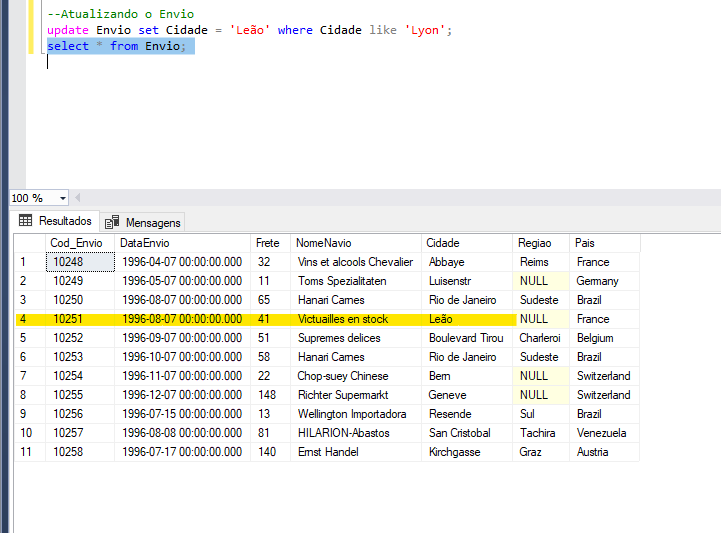 --Atualizando o Envio
update Envio set Cidade = 'Leão' where Cidade like 'Lyon';
select * from Envio;
100 %
Resultados Mensagens
Cod_Envio DataEnvio Frete NomeNavio Cidade Regiao Pais
1 10248 1996-04-07 00:00:00.000 32 Vins et alcools Chevalier Abbaye Reims France
2 10249 1996-05-07 00:00:00.000 11 Toms Spezialitaten Luisenstr NULL Germany
3 10250 1996-08-07 00:00:00.000 65 Hanari Carnes Rio de Janeiro Sudeste Brazil
4 10251 1996-08-07 00:00:00.000 41 Victuailles en stock Leão NULL France
5 10252 1996-09-07 00:00:00.000 51 Supremes delices Boulevard Tirou Charleroi Belgium
6 10253 1996-10-07 00:00:00.000 58 Hanari Carnes Rio de Janeiro Sudeste Brazil
7 10254 1996-11-07 00:00:00.000 22 Chop-suey Chinese Bern NULL Switzerland
8 10255 1996-12-07 00:00:00.000 148 Richter Supermarkt Geneve NULL Switzerland
9 10256 1996-07-15 00:00:00.000 13 Wellington Importadora Resende Sul Brazil
10 10257 1996-08-08 00:00:00.000 81 HILARION-Abastos San Cristobal Tachira Venezuela
11 10258 1996-07-17 00:00:00.000 140 Ernst Handel Kirchgasse Graz Austria